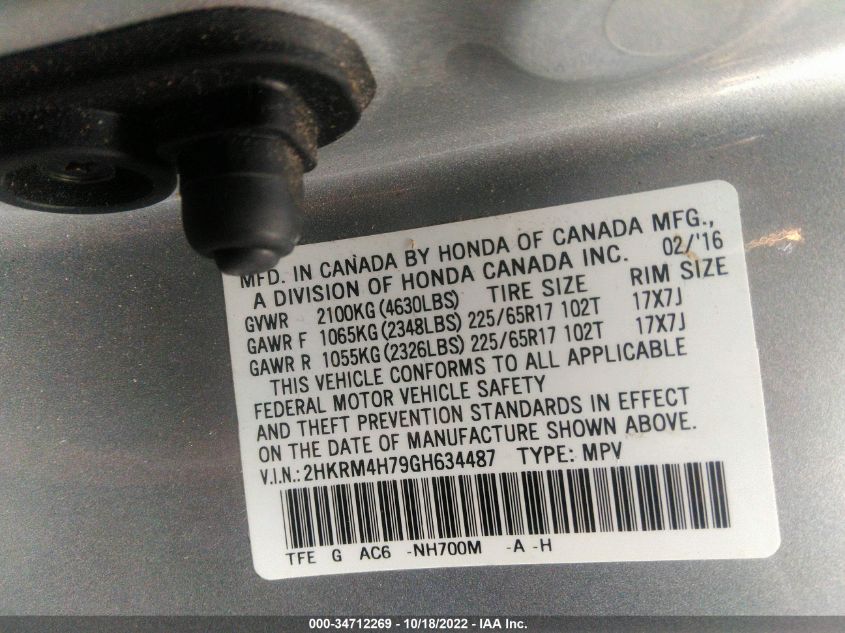 MFD. IN CANADA BY HONDA OF CANADA MFG.,
A DIVISION OF HONDA CANADA INC. 02/'16
GVWR 2100KG (4630LBS) TIRE SIZE RIM SIZE
GAWR F 1065KG (2348LBS) 225/65R17 102T 17X7J
GAWR R 1055KG (2326LBS) 225/65R17 102T 17X7J
THIS VEHICLE CONFORMS TO ALL APPLICABLE
FEDERAL MOTOR VEHICLE SAFETY
AND THEFT PREVENTION STANDARDS IN EFFECT
ON THE DATE OF MANUFACTURE SHOWN ABOVE.
V.I.N.: 2HKRM4H79GH634487 TYPE: MPV
TFE G AC6 -NH700M -A -H
000-34712269 - 10/18/2022 - IAA Inc.